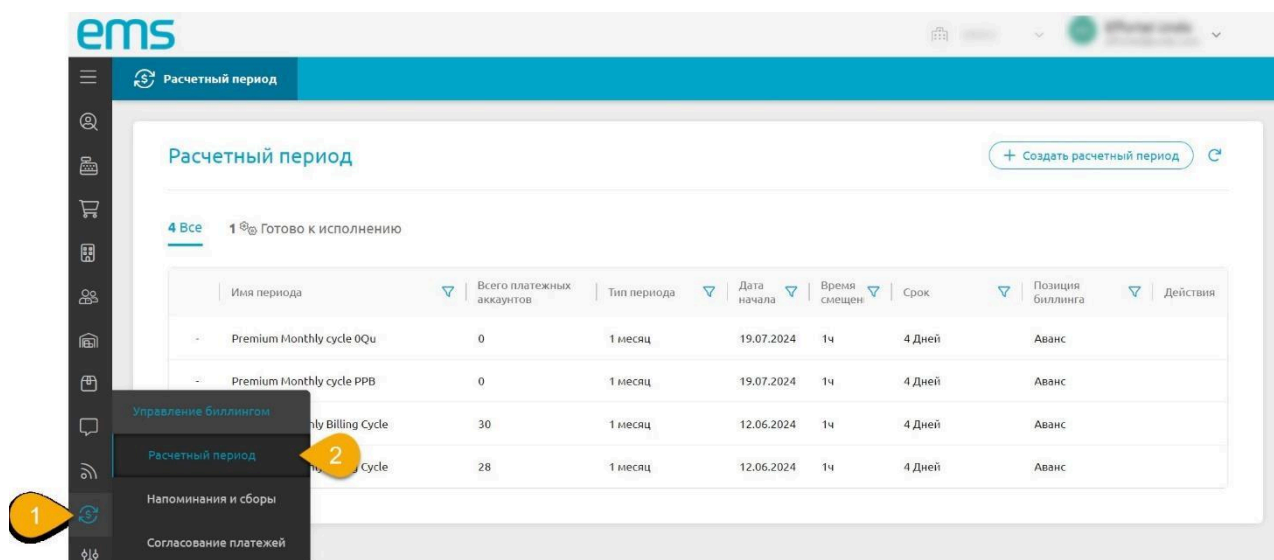 ems
Расчетный период
Расчетный период
+ Создать расчетный период
4 Все 1 Готово к исполнению
Имя периода Всего платежных аккаунтов Тип периода Дата начала Время смещен Срок Позиция биллинга Действия
- Premium Monthly cycle 0Qu 0 1 месяц 19.07.2024 1ч 4 Дней Аванс
- Premium Monthly cycle PPB 0 1 месяц 19.07.2024 1ч 4 Дней Аванс
Управление биллингом
hly Billing Cycle 30 1 месяц 12.06.2024 1ч 4 Дней Аванс
Расчетный период 2
Cycle 28 1 месяц 12.06.2024 1ч 4 Дней Аванс
Напоминания и сборы
1
Согласование платежей